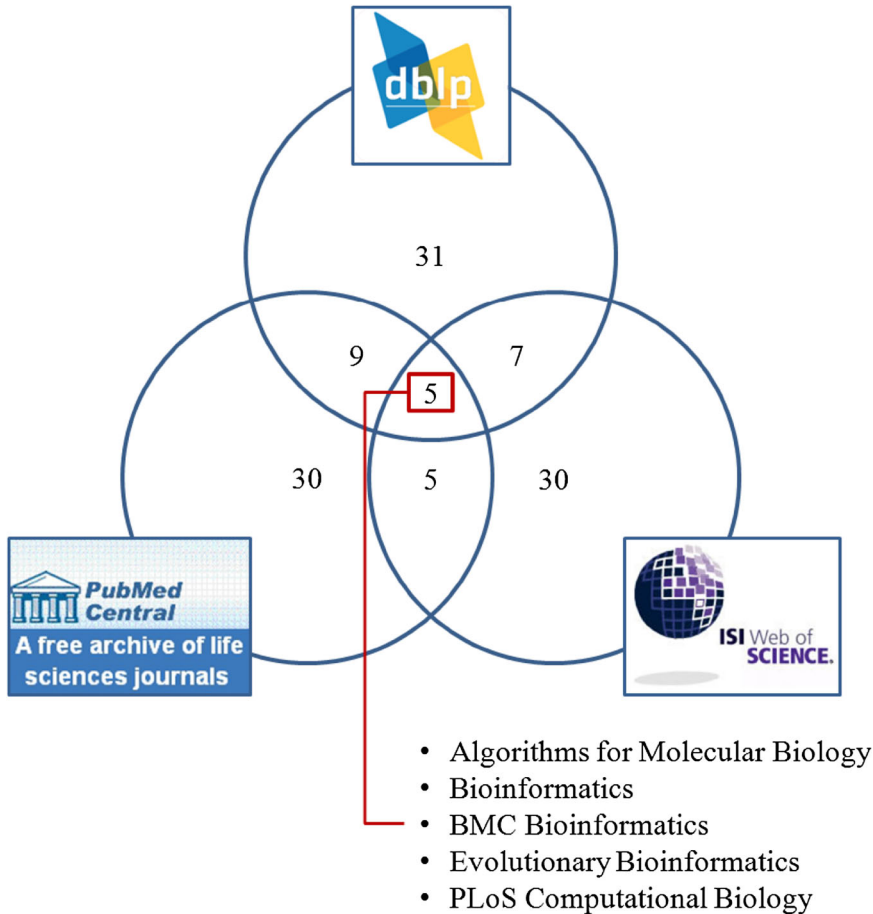 dblp
31
9
7
5
30
5
30
PubMed
Central
A free archive of life
sciences journals
ISI Web of
SCIENCE.
• Algorithms for Molecular Biology
• Bioinformatics
• BMC Bioinformatics
• Evolutionary Bioinformatics
• PLoS Computational Biology